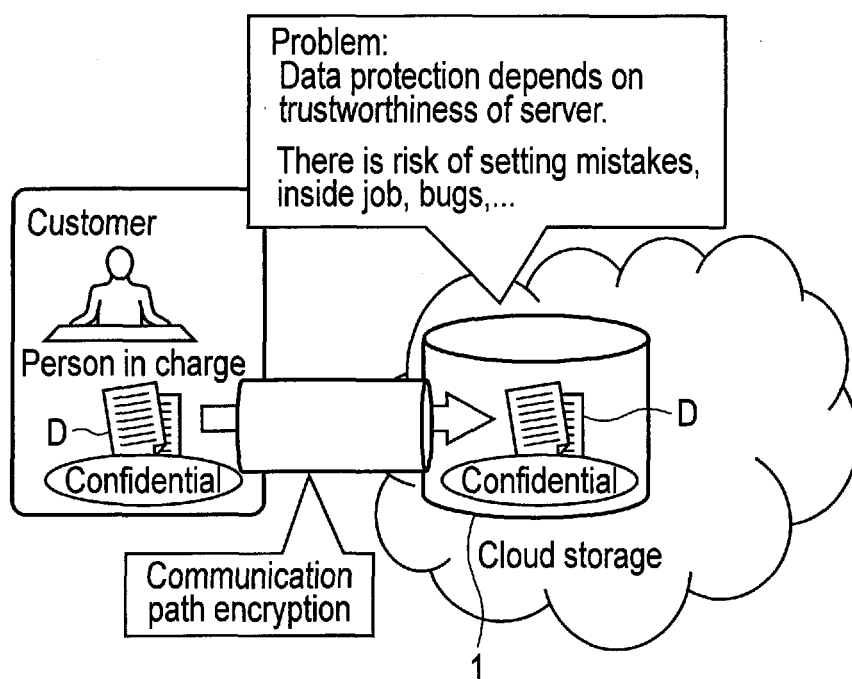 Problem:
Data protection depends on
trustworthiness of server.
There is risk of setting mistakes,
inside job, bugs,...
Customer
Person in charge
D
Confidential
D
Confidential
Cloud storage
Communication
path encryption
1